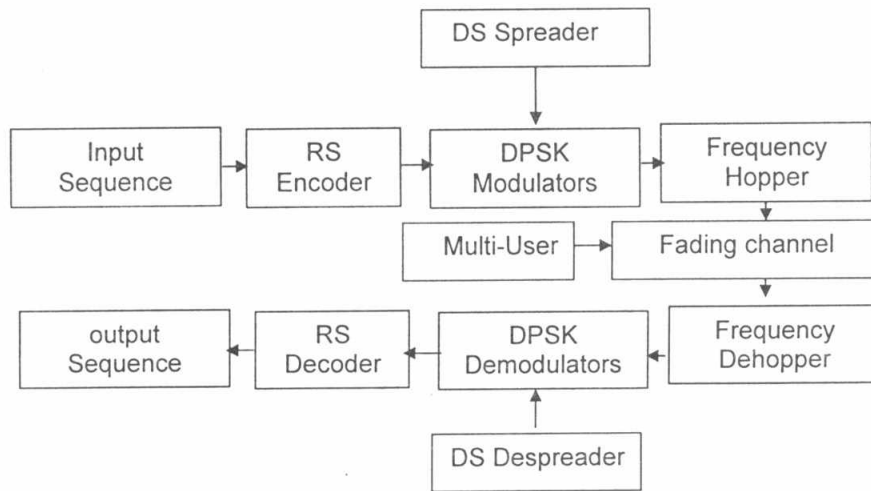 DS Spreader
Input
Sequence
RS
Encoder
DPSK
Modulators
Frequency
Hopper
Multi-User
Fading channel
output
Sequence
RS
Decoder
DPSK
Demodulators
Frequency
Dehopper
DS Despreader